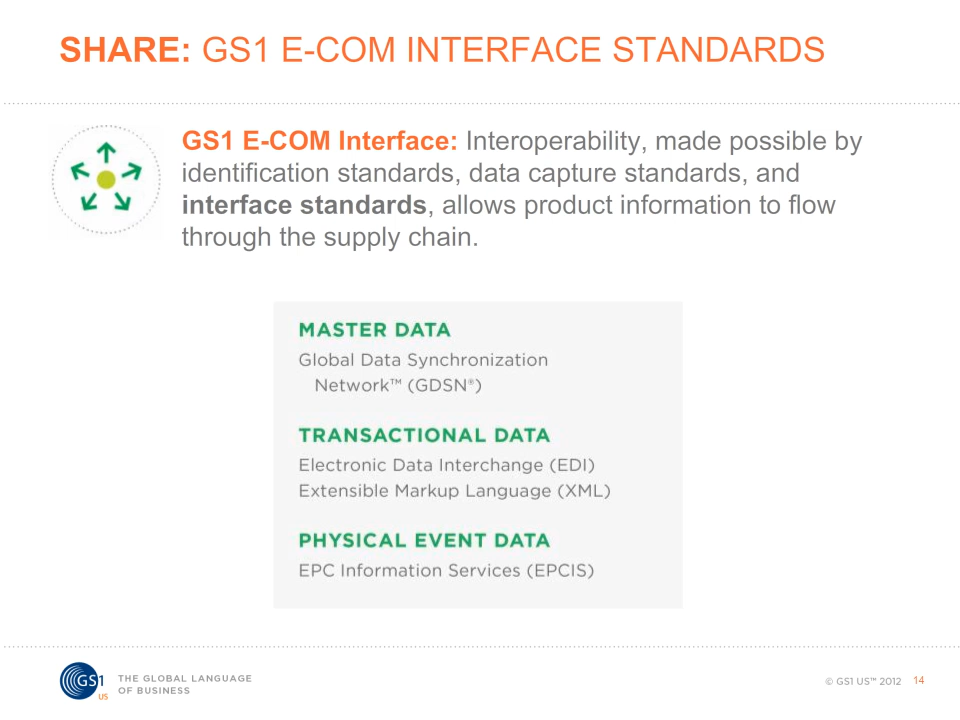 SHARE: GS1 E-COM INTERFACE STANDARDS
GS1 E-COM Interface: Interoperability, made possible by
identification standards, data capture standards, and
interface standards, allows product information to flow
through the supply chain.
MASTER DATA
Global Data Synchronization
Network™ (GDSN®)
TRANSACTIONAL DATA
Electronic Data Interchange (EDI)
Extensible Markup Language (XML)
PHYSICAL EVENT DATA
EPC Information Services (EPCIS)
GS1
US
THE GLOBAL LANGUAGE
OF BUSINESS
© GS1 US™ 2012 14